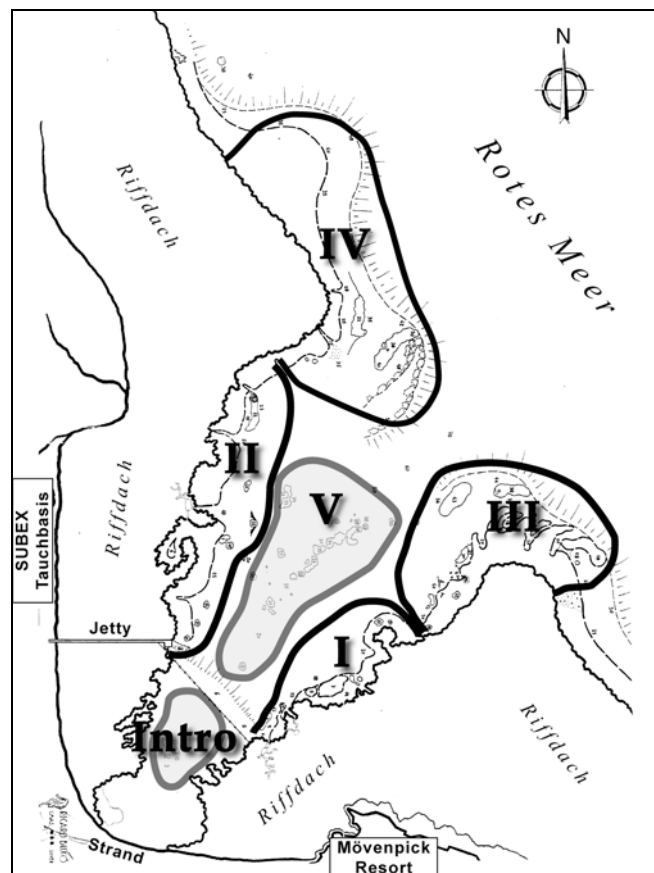 N
Rotes Meer
Riffdach
IV
II
V
III
SUBEX
Tauchbasis
Riffdach
Jetty
I
Intro
Riffdach
Riffdach
Strand
Mövenpick
Resort